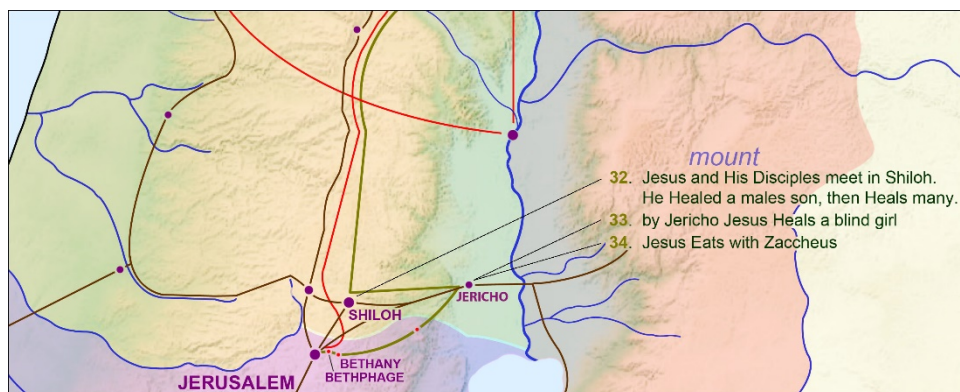 mount
32. Jesus and His Disciples meet in Shiloh.
He Healed a males son, then Heals many.
33. by Jericho Jesus Heals a blind girl
34. Jesus Eats with Zaccheus
JERICHO
SHILOH
BETHANY
BETHPHAGE
JERUSALEM